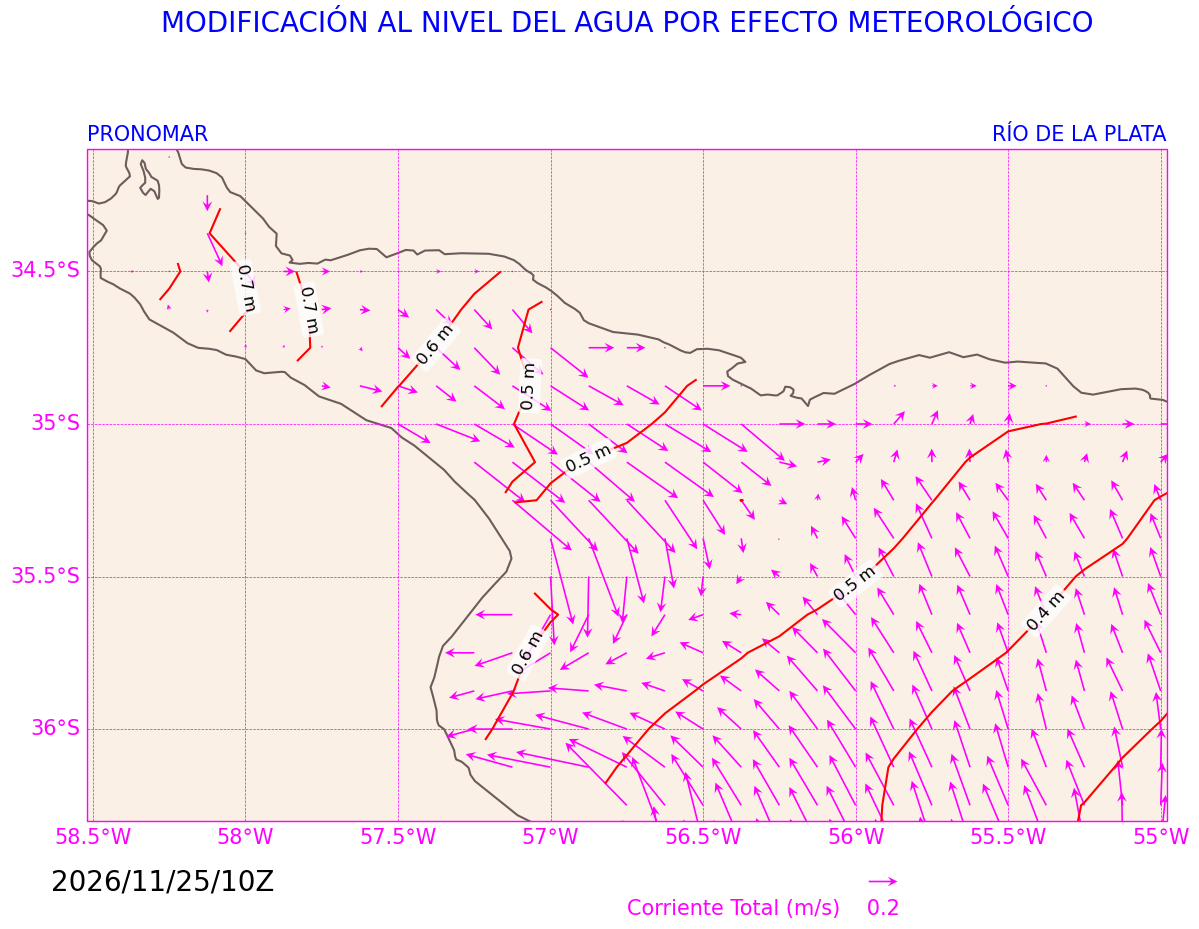 MODIFICACIÓN AL NIVEL DEL AGUA POR EFECTO METEOROLÓGICO
PRONOMAR
RÍO DE LA PLATA
34.5°S
35°S
35.5°S
36°S
0.7 m
0.7 m
0.6 m
0.5 m
0.5 m
0.5 m
0.4 m
0.6 m
58.5°W
58°W
57.5°W
57°W
56.5°W
56°W
55.5°W
55°W
2026/11/25/10Z
Corriente Total (m/s)
0.2